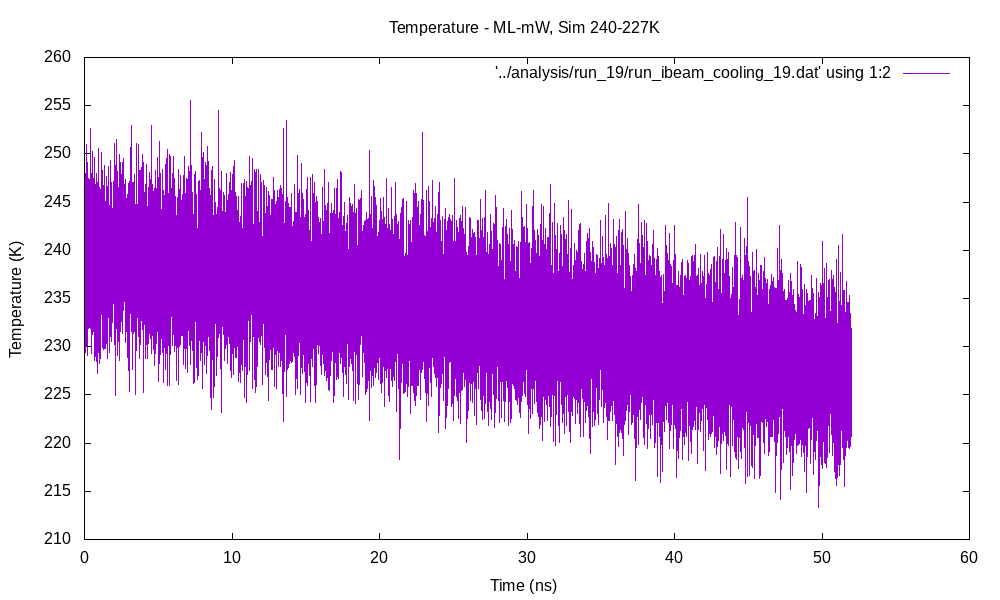 Temperature - ML-mW, Sim 240-227K
'../analysis/run_19/run_ibeam_cooling_19.dat' using 1:2
260
255
250
245
240
235
230
225
220
215
210
Temperature (K)
0 10 20 30 40 50 60
Time (ns)